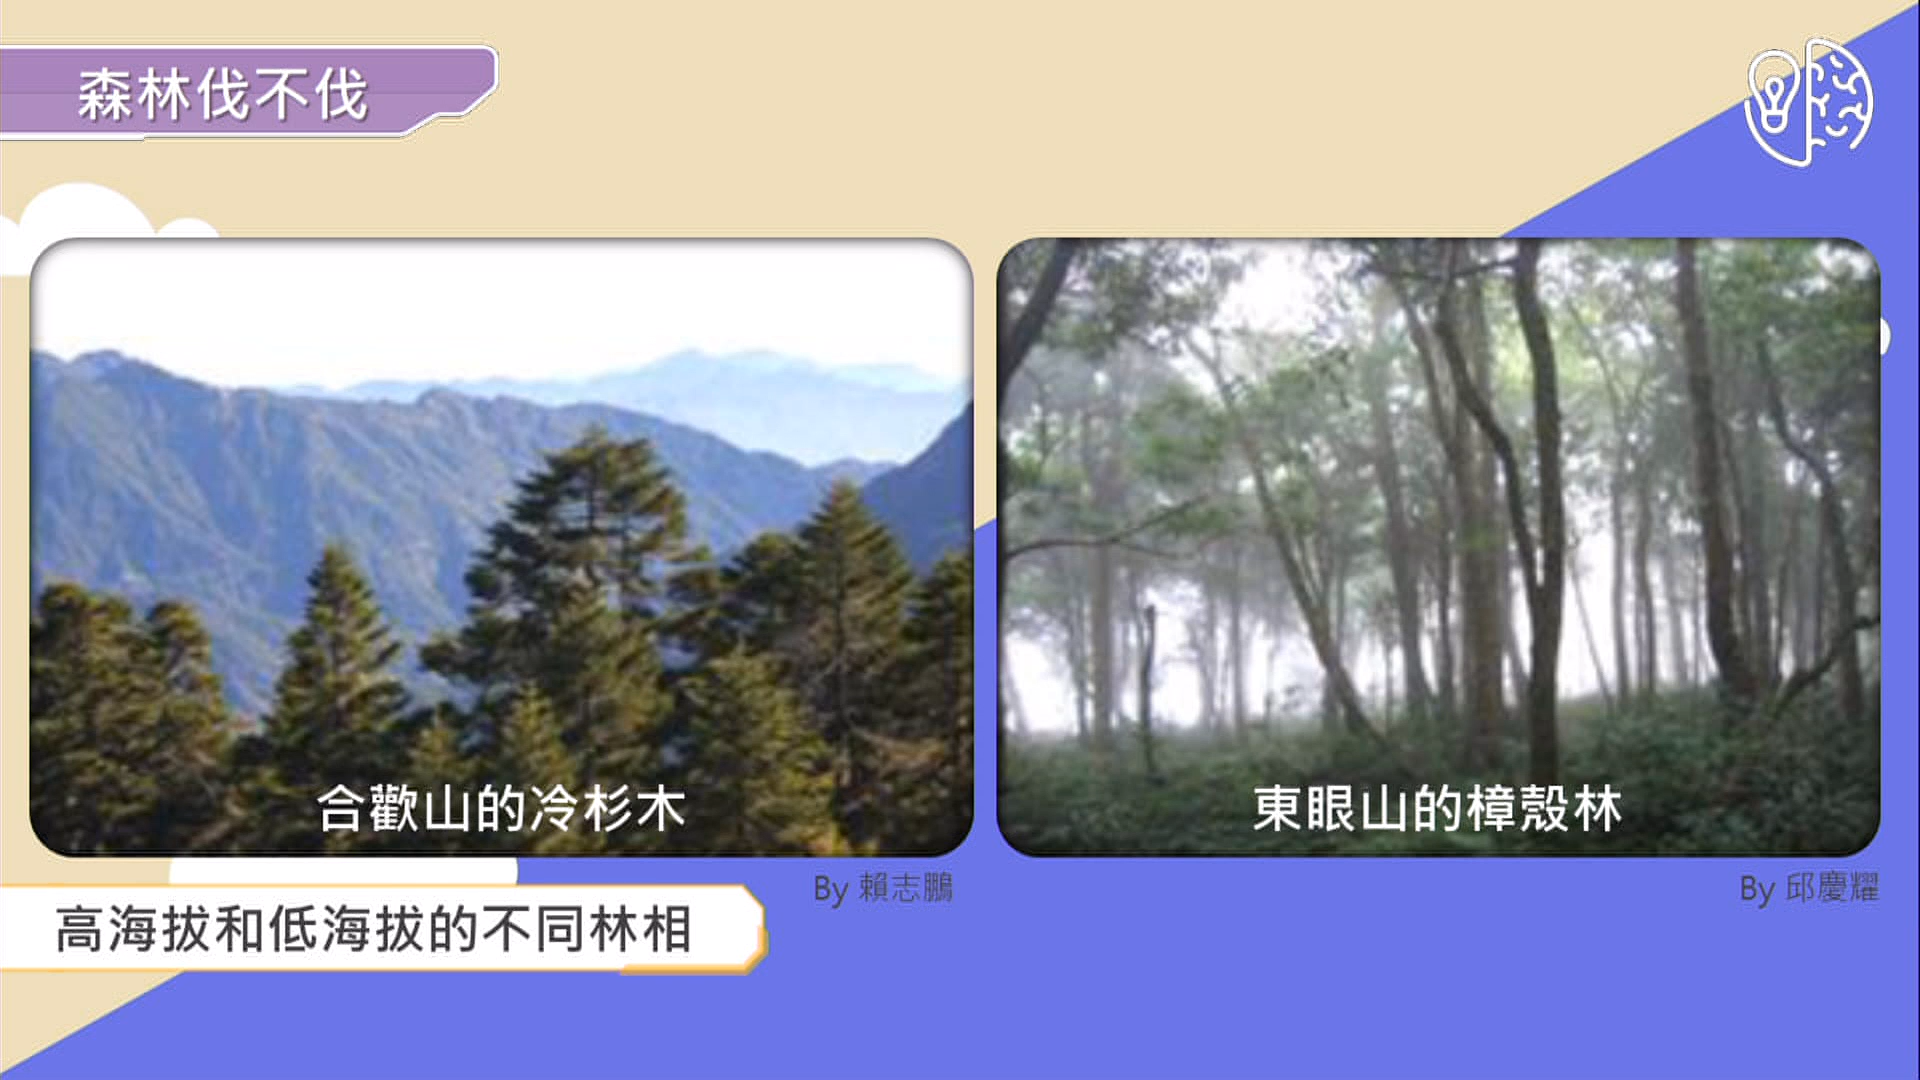 森林伐不伐
合歡山的冷杉木
東眼山的樟殼林
By 賴志鵬
By 邱慶耀
高海拔和低海拔的不同林相